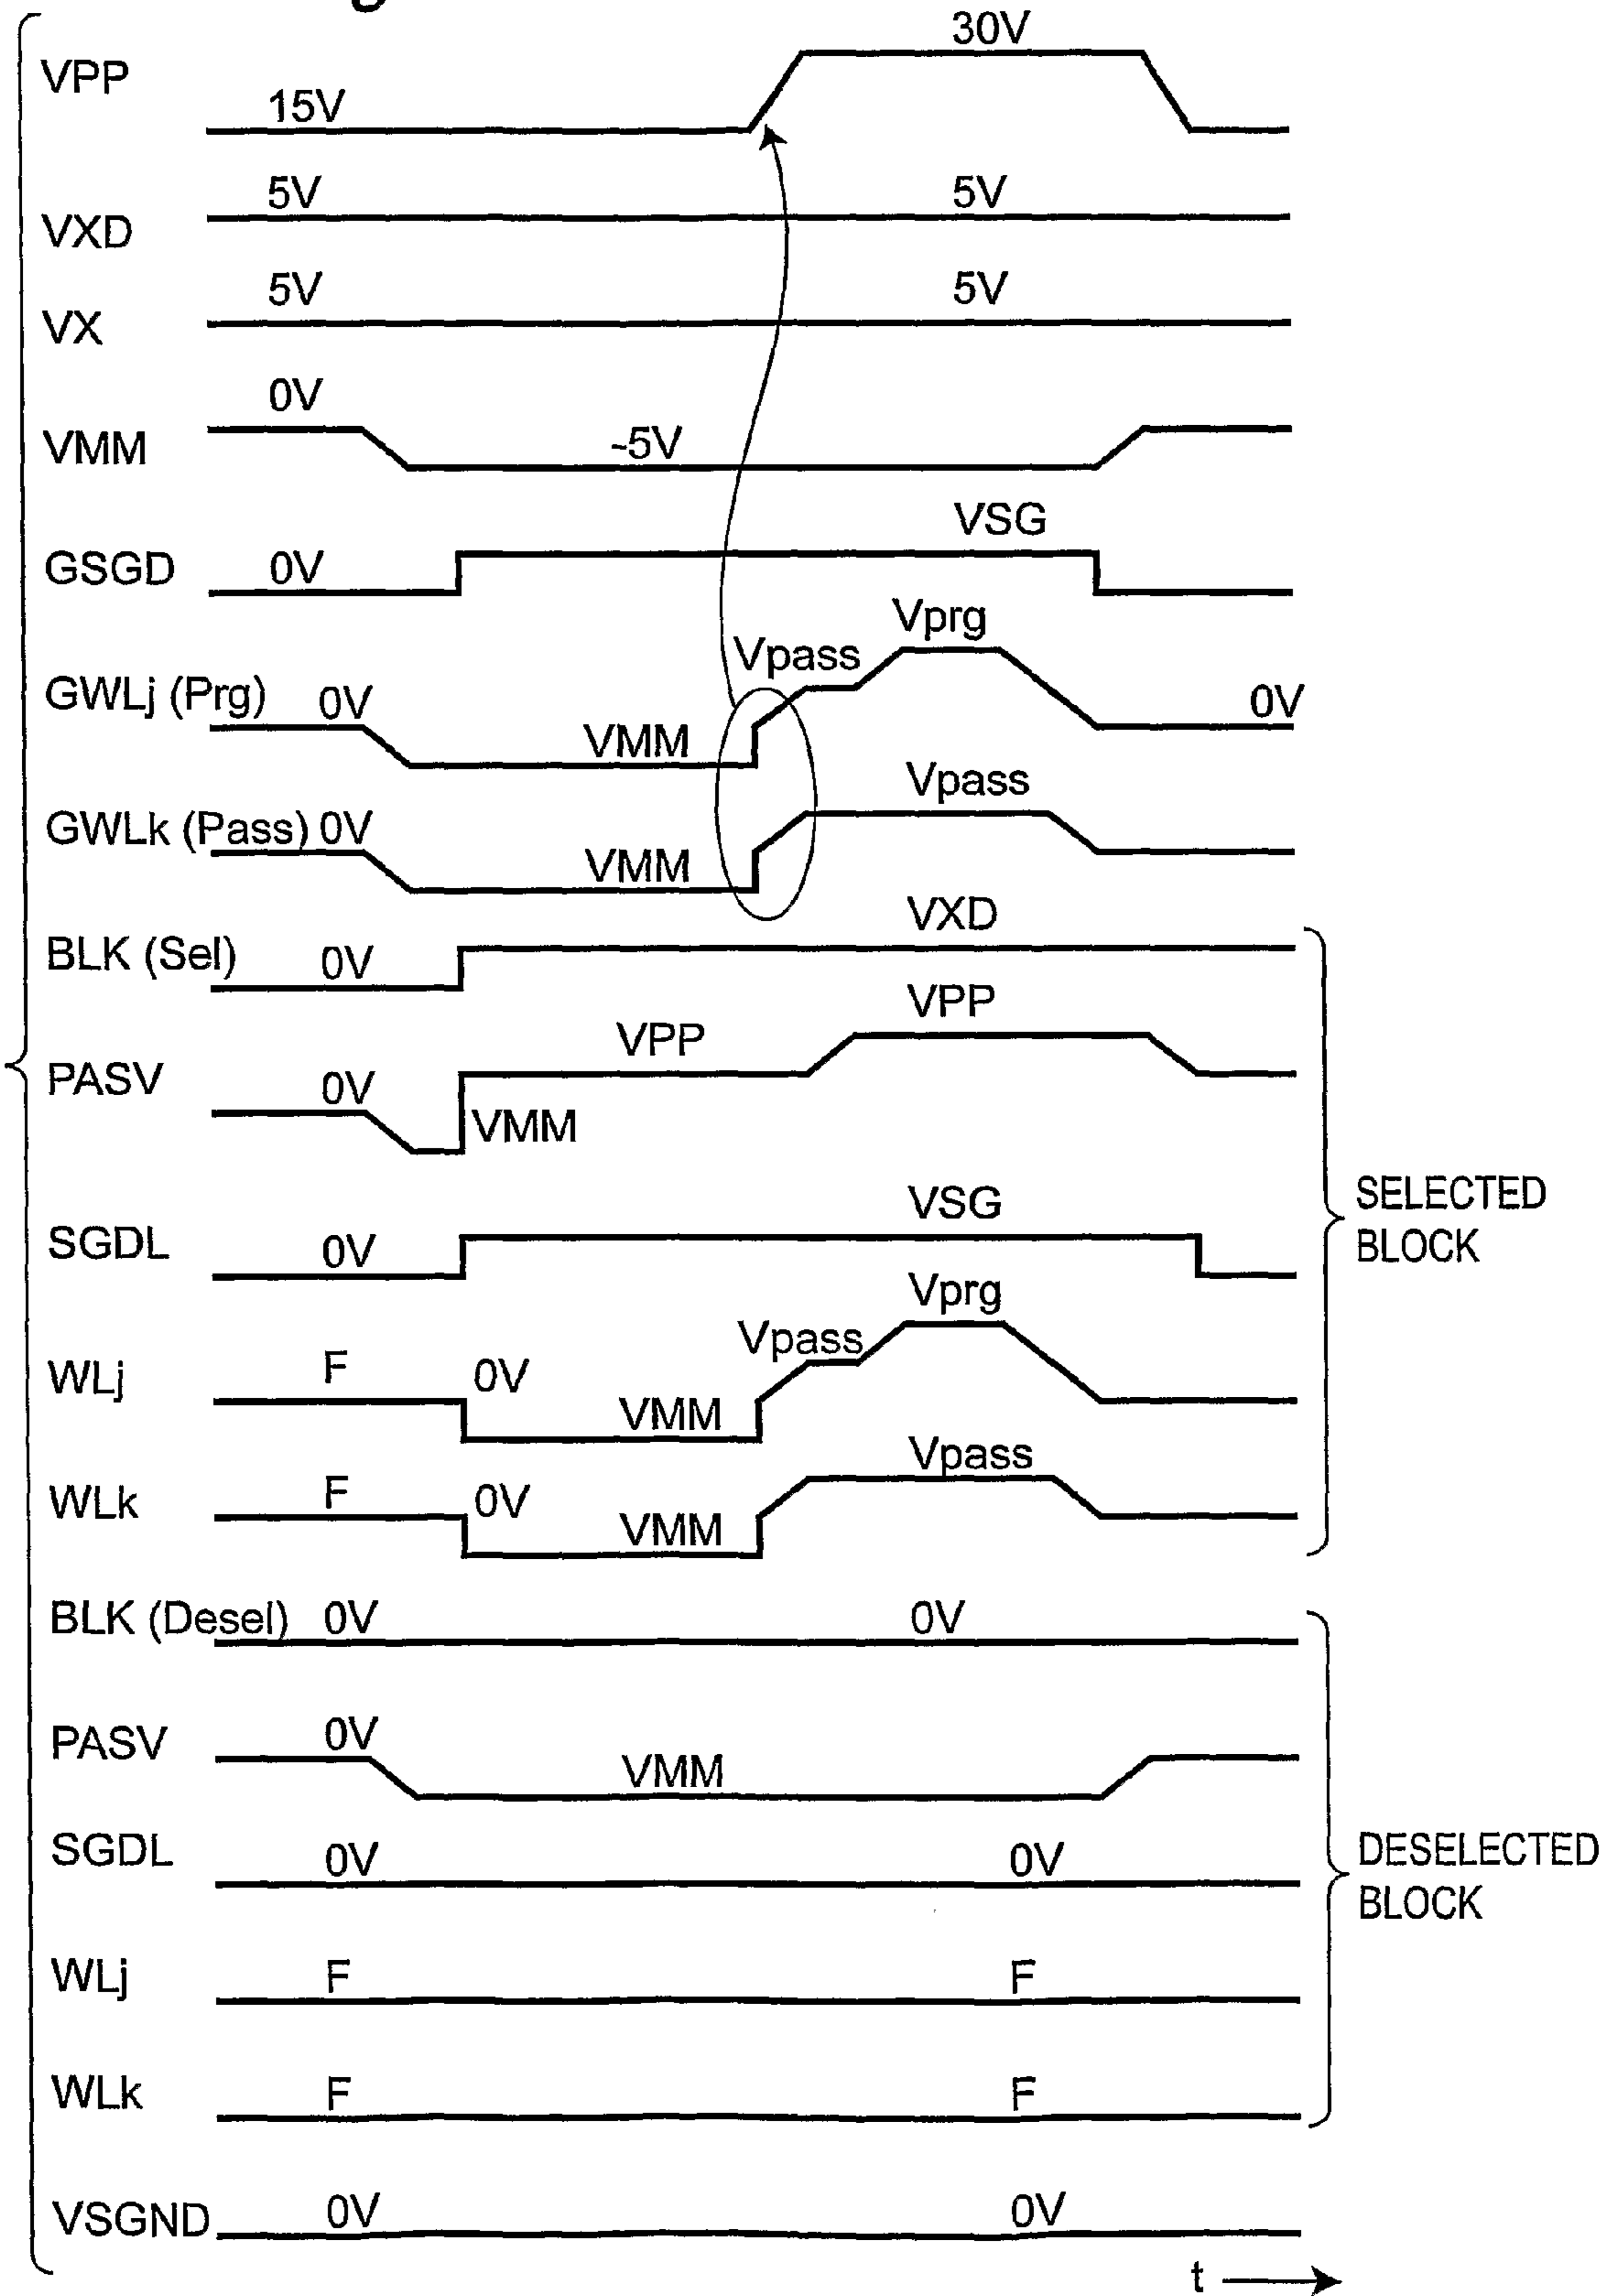 30V
VPP
15V
5V 5V
VXD
5V 5V
VX
0V
VMM -5V
VSG
GSGD 0V
Vprg
Vpass
GWLj (Prg) 0V 0V
VMM
Vpass
GWLk (Pass) 0V
VMM
VXD
BLK (Sel) 0V
VPP
VPP
PASV 0V
VMM
VSG
SGDL 0V
Vprg
Vpass
WLj F 0V
VMM
Vpass
WLk F 0V
VMM
SELECTED
BLOCK
BLK (Desel) 0V 0V
PASV 0V
VMM
SGDL 0V 0V
WLj F F
WLk F F
DESELECTED
BLOCK
VSGND 0V 0V
t